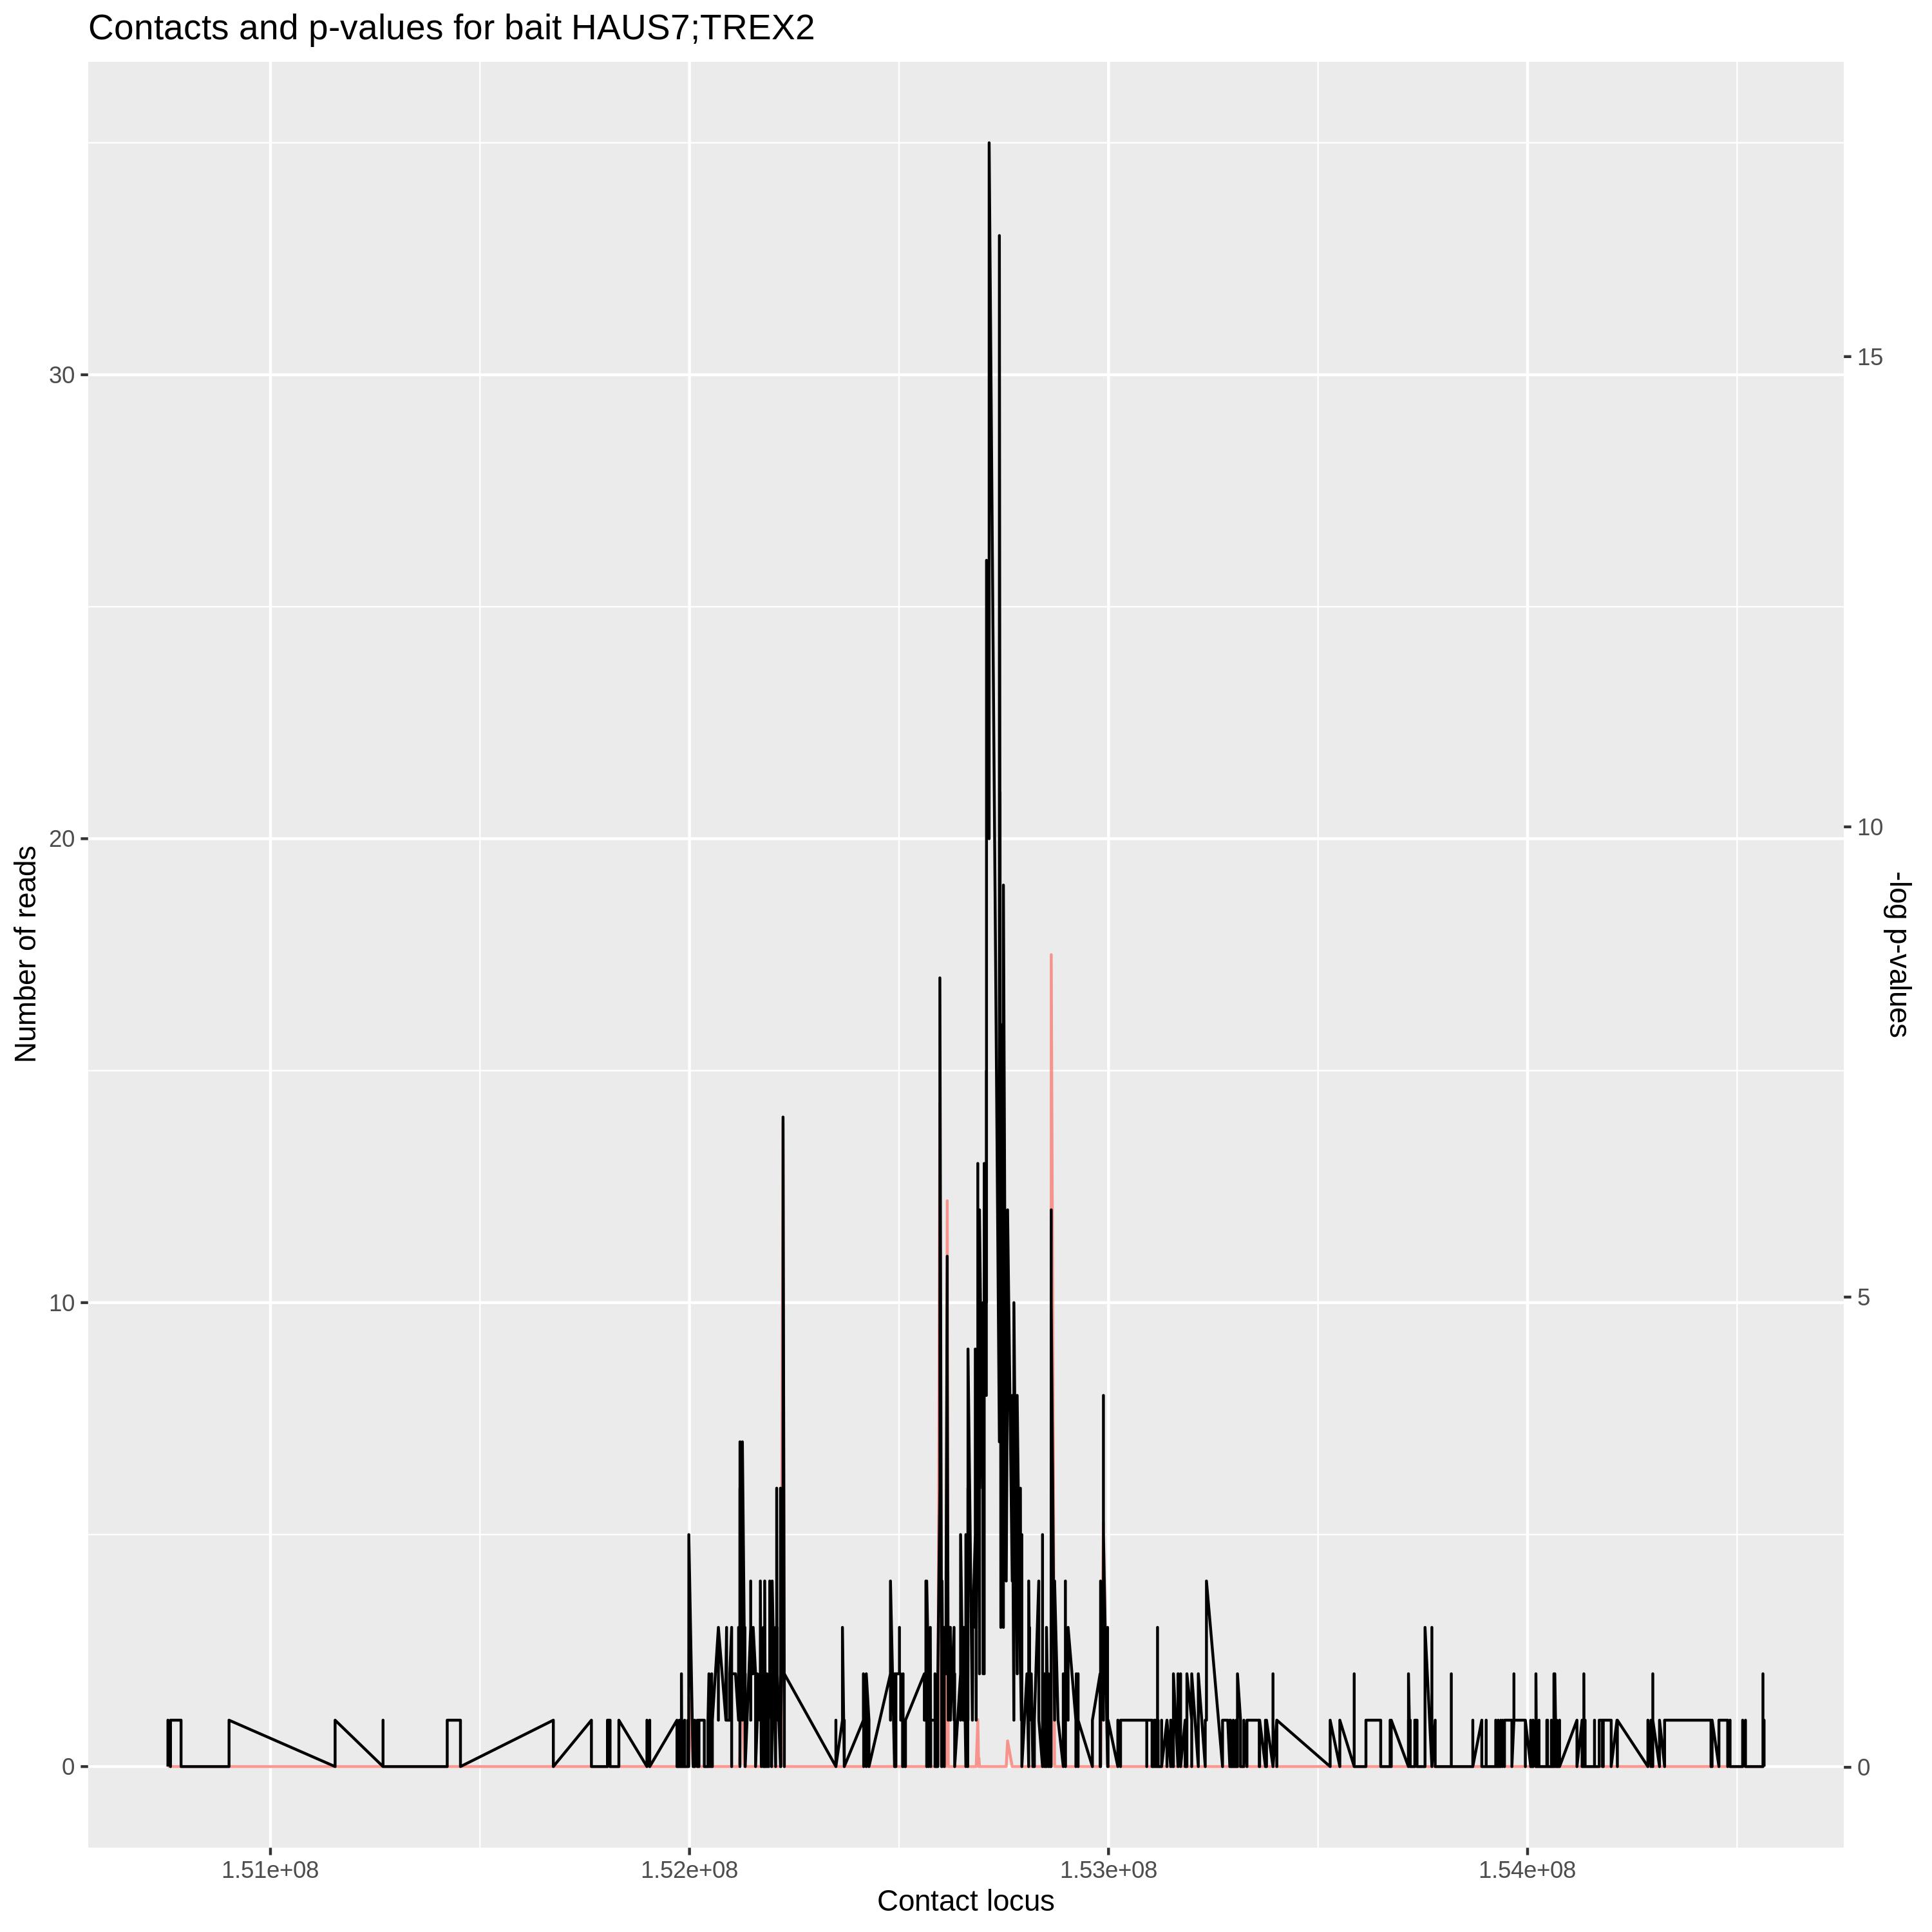 Contacts and p-values for bait HAUS7;TREX2
30
20
10
0
15
10
5
0
Number of reads
-log p-values
1.51e+08 1.52e+08 1.53e+08 1.54e+08
Contact locus